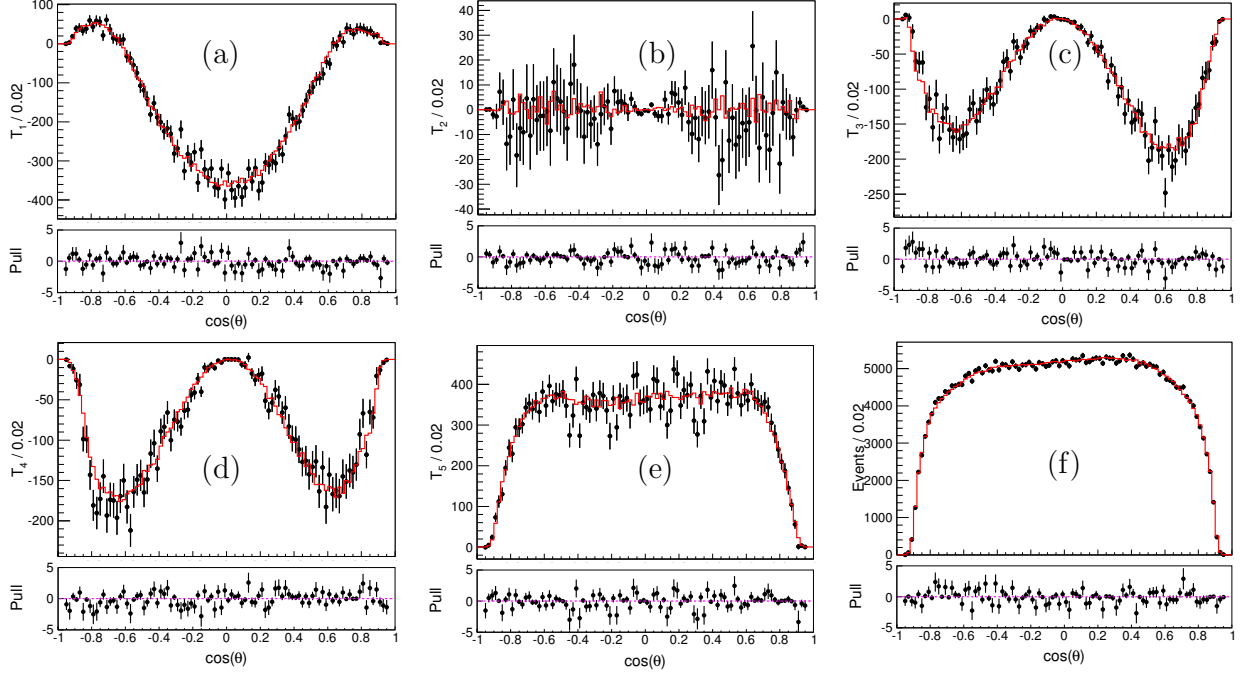 100
0
-100
-200
-300
-400
T1 / 0.02
(a)
5
0
-5
Pull
-1 -0.8 -0.6 -0.4 -0.2 0 0.2 0.4 0.6 0.8 1
cos(θ)
40
30
20
10
0
-10
-20
-30
-40
T2 / 0.02
(b)
5
0
-5
Pull
-1 -0.8 -0.6 -0.4 -0.2 0 0.2 0.4 0.6 0.8 1
cos(θ)
0
-50
-100
-150
-200
-250
T3 / 0.02
(c)
5
0
-5
Pull
-1 -0.8 -0.6 -0.4 -0.2 0 0.2 0.4 0.6 0.8 1
cos(θ)
0
-50
-100
-150
-200
T4 / 0.02
(d)
5
0
-5
Pull
-1 -0.8 -0.6 -0.4 -0.2 0 0.2 0.4 0.6 0.8 1
cos(θ)
400
300
200
100
0
T5 / 0.02
(e)
5
0
-5
Pull
-1 -0.8 -0.6 -0.4 -0.2 0 0.2 0.4 0.6 0.8 1
cos(θ)
5000
4000
3000
2000
1000
0
Events / 0.02
(f)
5
0
-5
Pull
-1 -0.8 -0.6 -0.4 -0.2 0 0.2 0.4 0.6 0.8 1
cos(θ)